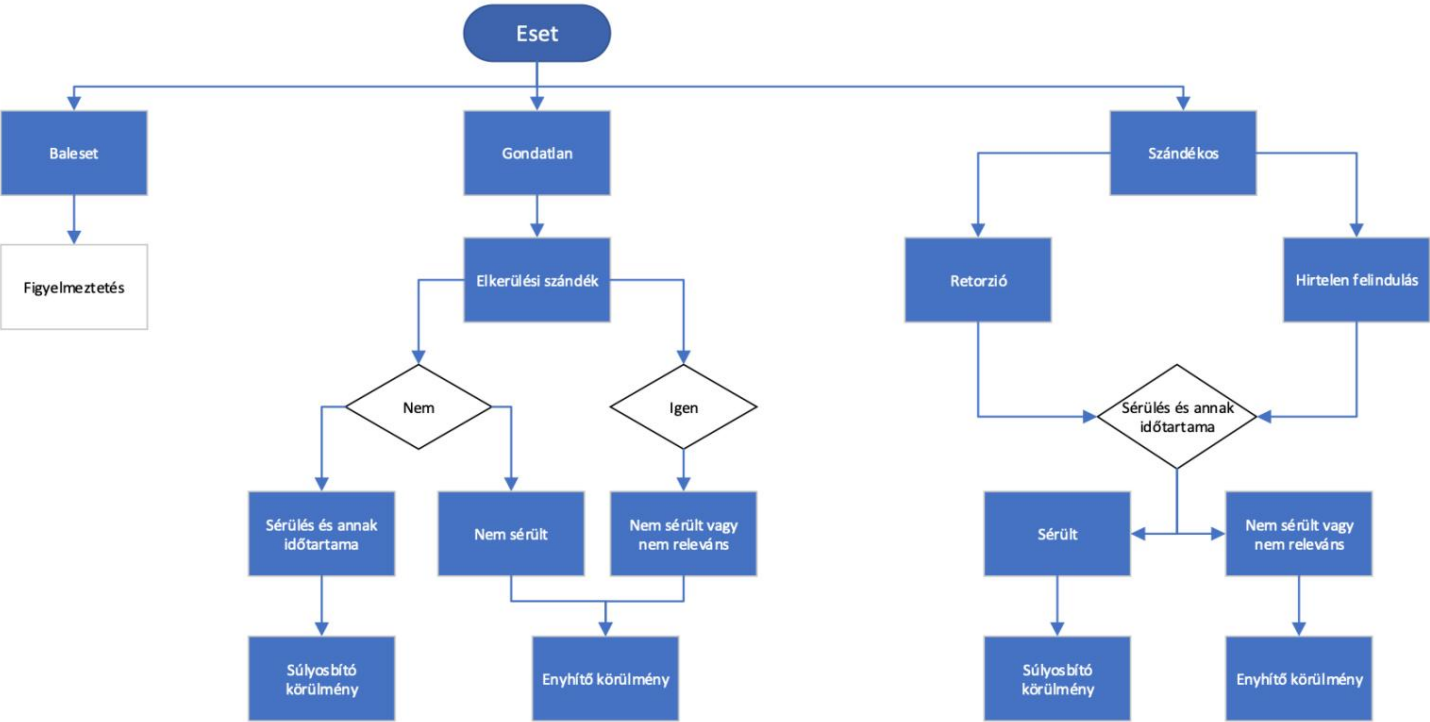 Eset
Baleset
Gondatlan
Szándékos
Figyelmeztetés
Elkerülési szándék
Retorzió
Hirtelen felindulás
Nem
Igen
Sérülés és annak
időtartama
Sérülés és annak
időtartama
Nem sérült
Nem sérült vagy
nem releváns
Sérült
Nem sérült vagy
nem releváns
Súlyosbító
körülmény
Enyhítő körülmény
Súlyosbító
körülmény
Enyhítő körülmény